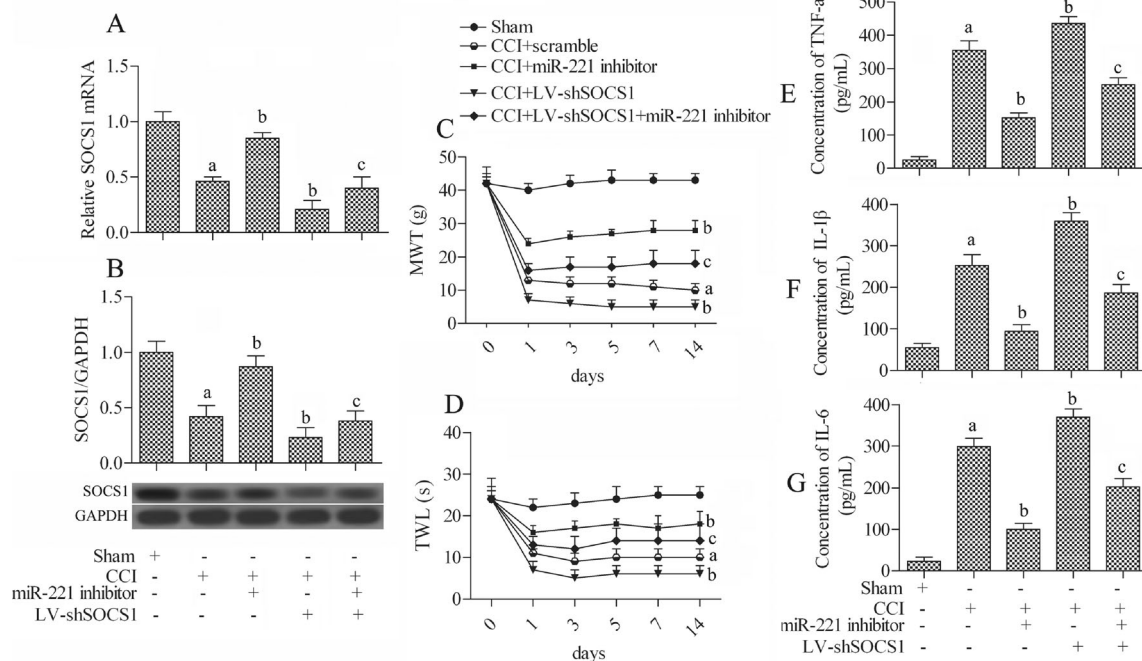 A
Relative SOCS1 mRNA
1.5
1.0
0.5
0.0
a
b
b
c
B
SOCS1/GAPDH
1.5
1.0
0.5
0.0
a
b
b
c
SOCS1
GAPDH
Sham + - - - -
CCI - + + + +
miR-221 inhibitor - - + - +
LV-shSOCS1 - - - + +
Sham
CCI+scramble
CCI+miR-221 inhibitor
CCI+LV-shSOCS1
CCI+LV-shSOCS1+miR-221 inhibitor
C
MWT (g)
50
40
30
20
10
0
b
c
a
b
0 1 3 5 7 14
days
D
TWL (s)
40
30
20
10
0
b
c
a
b
0 1 3 5 7 14
days
E
Concentration of TNF-a
(pg/mL)
500
400
300
200
100
0
a
b
b
c
F
Concentration of IL-1β
(pg/mL)
400
300
200
100
0
a
b
b
c
G
Concentration of IL-6
(pg/mL)
400
300
200
100
0
a
b
b
c
Sham + - - - -
CCI - + + + +
miR-221 inhibitor - - + - +
LV-shSOCS1 - - - + +